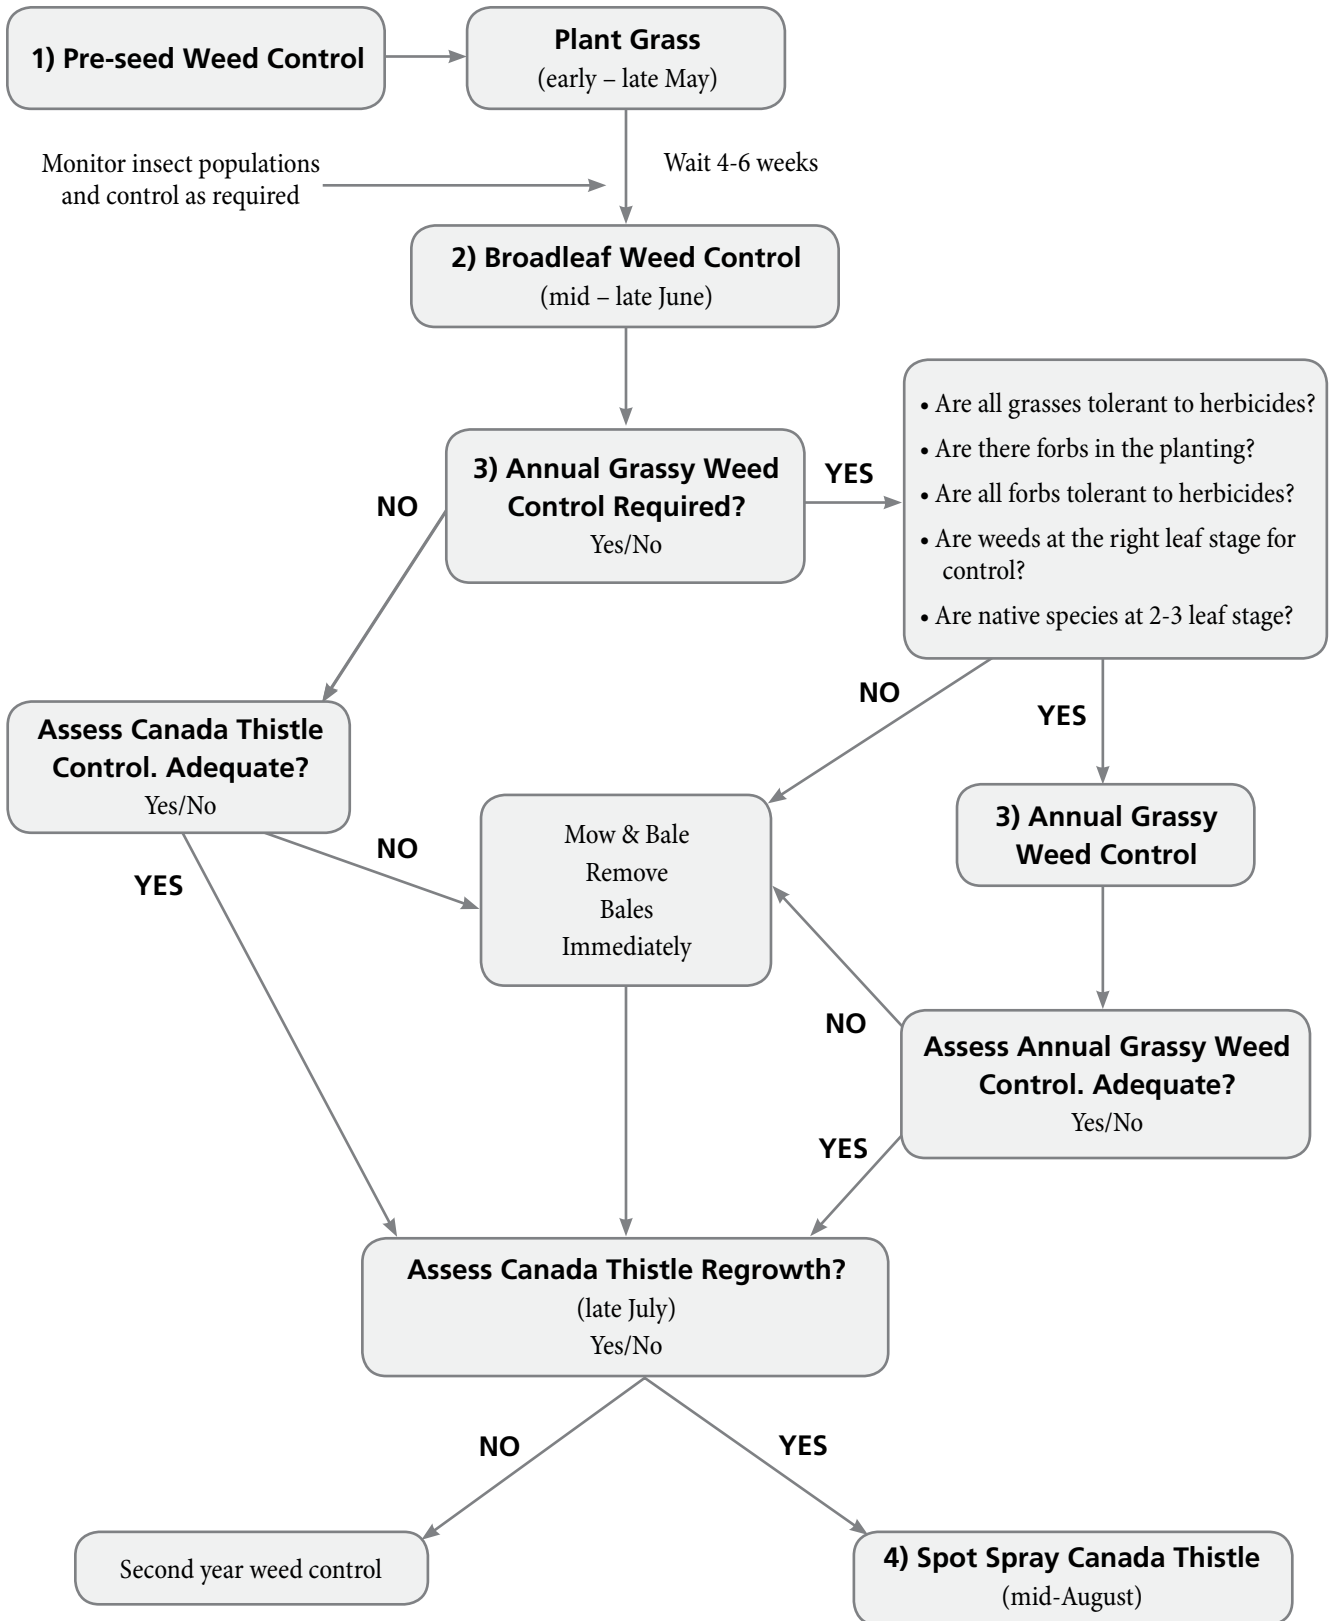 1) Pre-seed Weed Control
Plant Grass
(early – late May)
Monitor insect populations
and control as required
Wait 4-6 weeks
2) Broadleaf Weed Control
(mid – late June)
3) Annual Grassy Weed
Control Required?
Yes/No
YES
• Are all grasses tolerant to herbicides?
• Are there forbs in the planting?
• Are all forbs tolerant to herbicides?
• Are weeds at the right leaf stage for
control?
• Are native species at 2-3 leaf stage?
NO
Assess Canada Thistle
Control. Adequate?
Yes/No
NO
YES
3) Annual Grassy
Weed Control
NO
YES
Mow & Bale
Remove
Bales
Immediately
NO
Assess Annual Grassy Weed
Control. Adequate?
Yes/No
YES
Assess Canada Thistle Regrowth?
(late July)
Yes/No
NO
YES
Second year weed control
4) Spot Spray Canada Thistle
(mid-August)